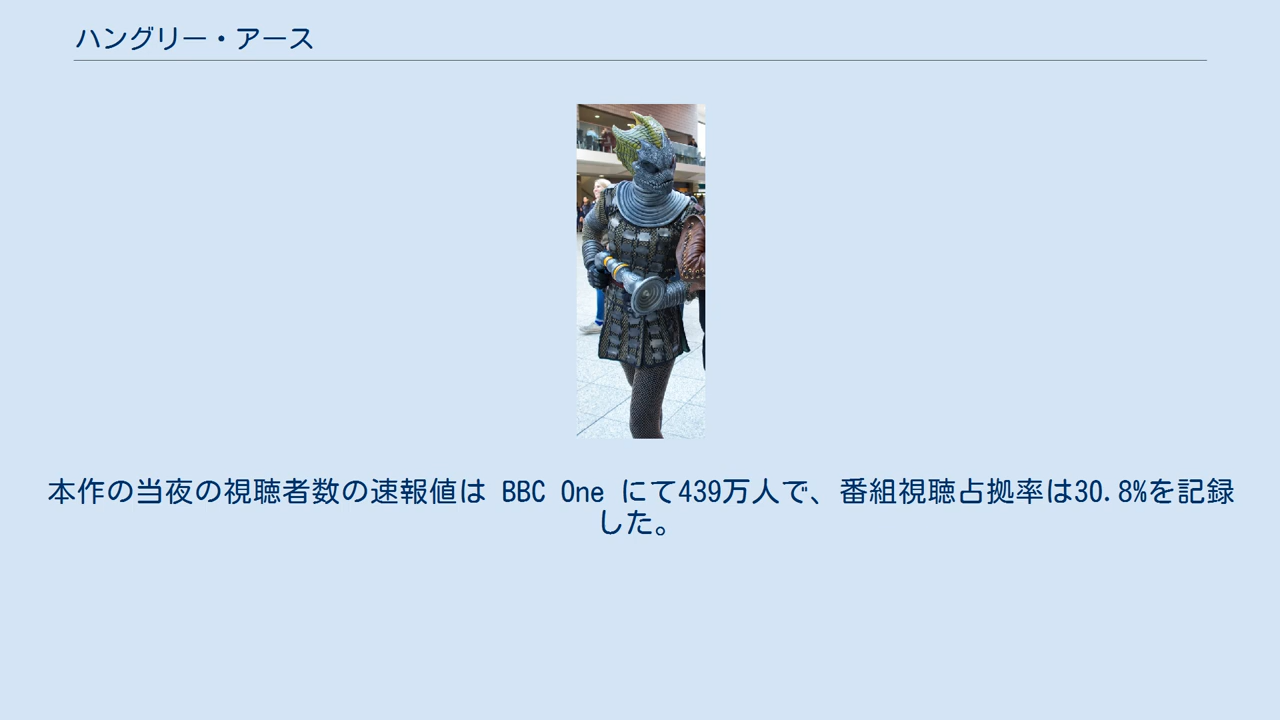 ハングリー・アース
本作の当夜の視聴者数の速報値は BBC One にて439万人で、番組視聴占拠率は30.8%を記録
した。